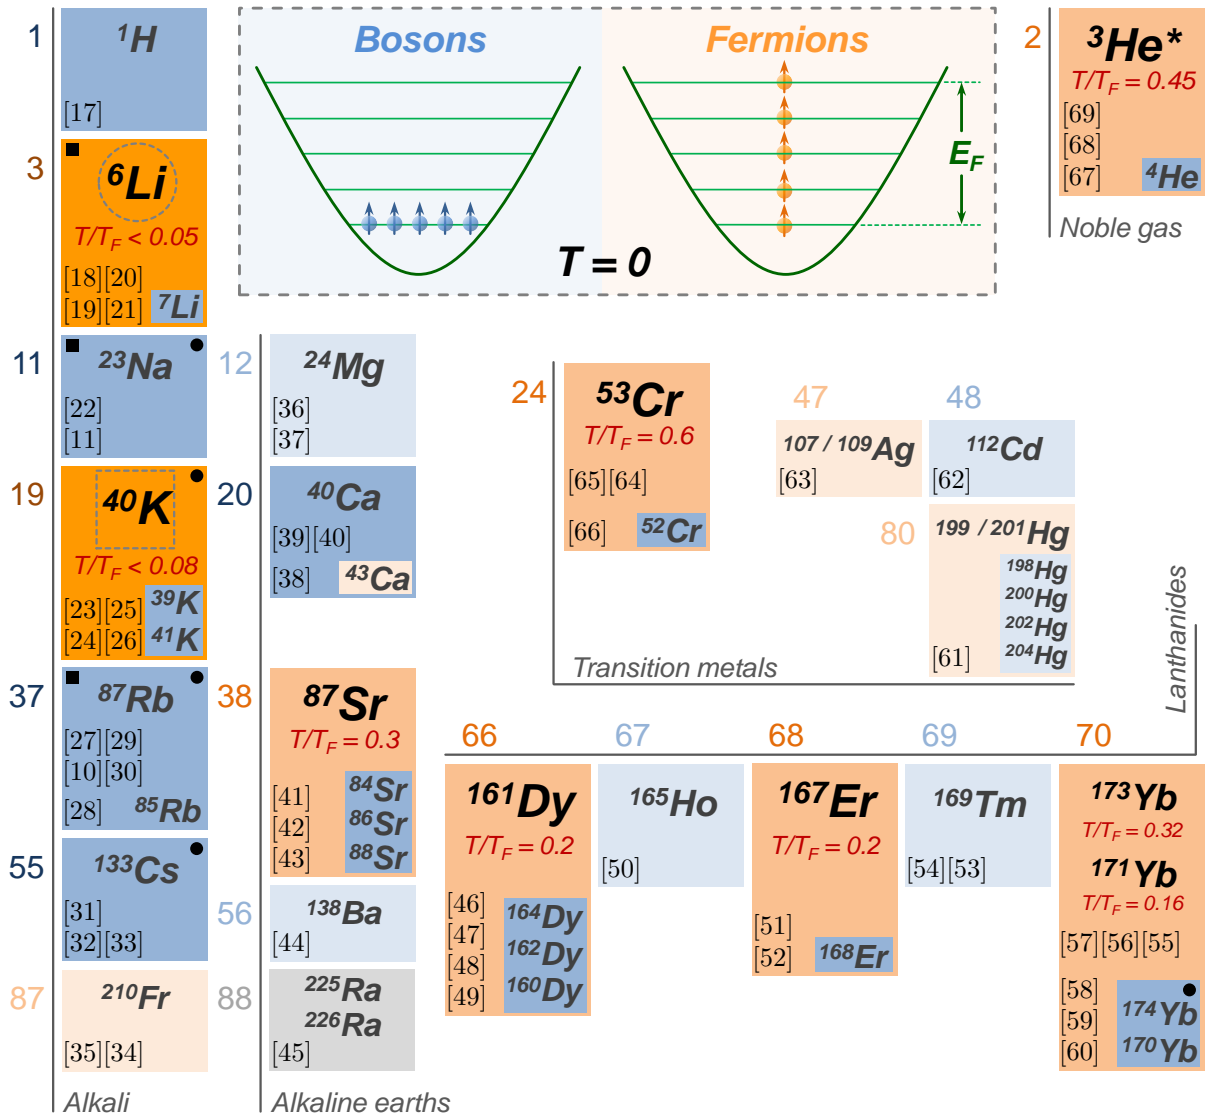 1
¹H
[17]
Bosons
Fermions
E_F
T = 0
2
³He*
T/T_F = 0.45
[69]
[68]
[67]
⁴He
Noble gas
3
⁶Li
T/T_F < 0.05
[18][20]
[19][21]
⁷Li
11
²³Na
[22]
[11]
12
²⁴Mg
[36]
[37]
19
⁴⁰K
T/T_F < 0.08
[23][25]
³⁹K
[24][26]
⁴¹K
20
⁴⁰Ca
[39][40]
[38]
⁴³Ca
24
⁵³Cr
T/T_F = 0.6
[65][64]
[66]
⁵²Cr
47
107 / 109Ag
[63]
48
¹¹²Cd
[62]
80
199 / 201Hg
¹⁹⁸Hg
²⁰⁰Hg
²⁰²Hg
²⁰⁴Hg
[61]
Transition metals
Lanthanides
37
⁸⁷Rb
[27][29]
[10][30]
[28]
⁸⁵Rb
38
⁸⁷Sr
T/T_F = 0.3
[41]
⁸⁴Sr
[42]
⁸⁶Sr
[43]
⁸⁸Sr
55
¹³³Cs
[31]
[32][33]
56
¹³⁸Ba
[44]
87
²¹⁰Fr
[35][34]
Alkali
88
²²⁵Ra
²²⁶Ra
[45]
Alkaline earths
66
¹⁶¹Dy
T/T_F = 0.2
[46]
[47]
[48]
[49]
¹⁶⁴Dy
¹⁶²Dy
¹⁶⁰Dy
67
¹⁶⁵Ho
[50]
68
¹⁶⁷Er
T/T_F = 0.2
[51]
[52]
¹⁶⁸Er
69
¹⁶⁹Tm
[54][53]
70
¹⁷³Yb
T/T_F = 0.32
¹⁷¹Yb
T/T_F = 0.16
[57][56][55]
[58]
[59]
[60]
¹⁷⁴Yb
¹⁷⁰Yb